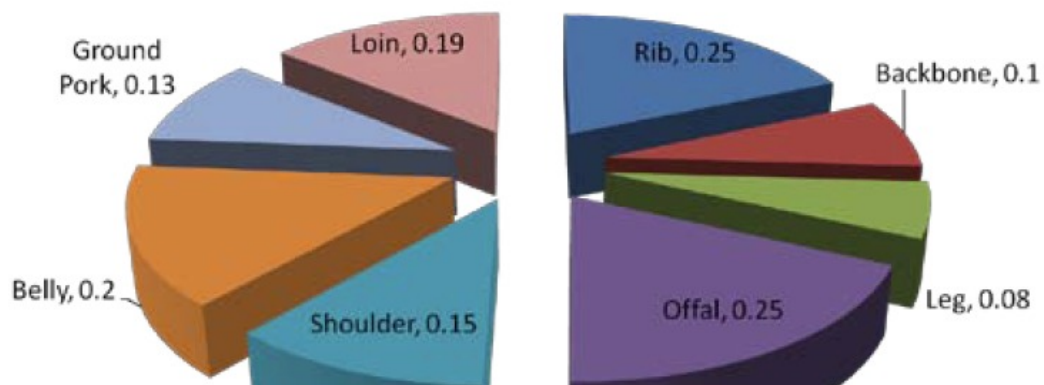 Loin, 0.19
Rib, 0.25
Ground
Pork, 0.13
Backbone, 0.1
Belly, 0.2
Shoulder, 0.15
Offal, 0.25
Leg, 0.08